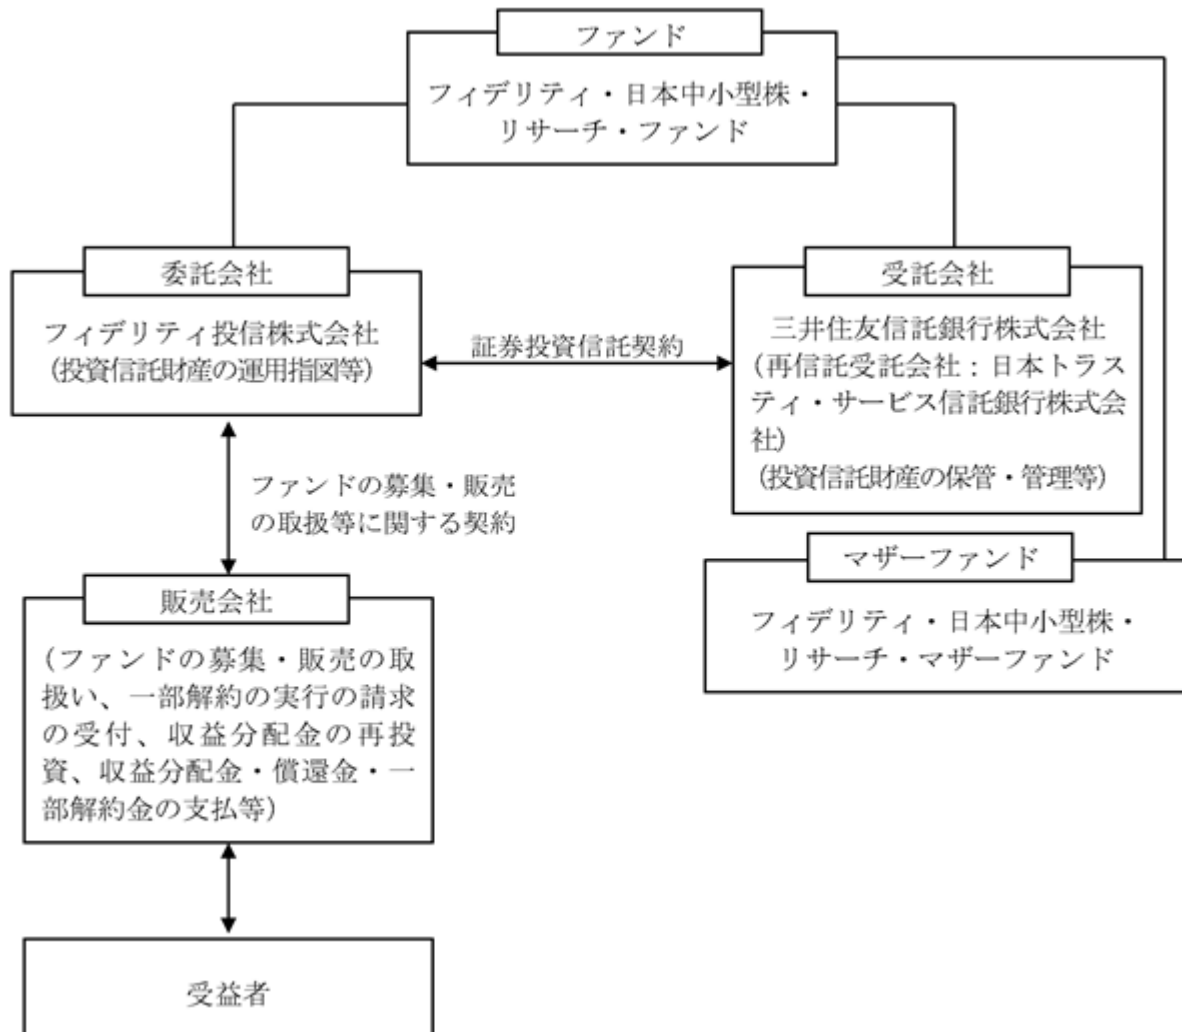 ファンド
フィデリティ・日本中小型株・
リサーチ・ファンド
委託会社
フィデリティ投信株式会社
(投資信託財産の運用指図等)
証券投資信託契約
受託会社
三井住友信託銀行株式会社
(再信託受託会社：日本トラス
ティ・サービス信託銀行株式会
社)
(投資信託財産の保管・管理等)
ファンドの募集・販売
の取扱等に関する契約
マザーファンド
フィデリティ・日本中小型株・
リサーチ・マザーファンド
販売会社
(ファンドの募集・販売の取
扱い、一部解約の実行の請求
の受付、収益分配金の再投
資、収益分配金・償還金・一
部解約金の支払等)
受益者